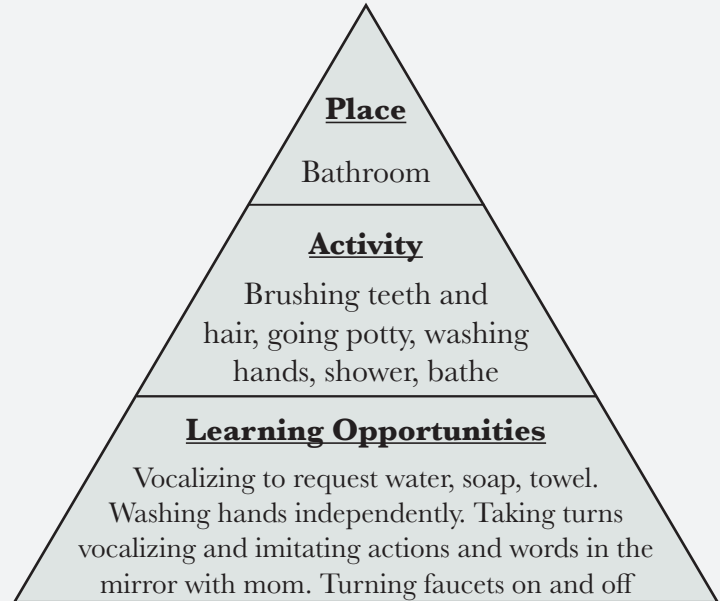 Place
Bathroom
Activity
Brushing teeth and
hair, going potty, washing
hands, shower, bathe
Learning Opportunities
Vocalizing to request water, soap, towel.
Washing hands independently. Taking turns
vocalizing and imitating actions and words in the
mirror with mom. Turning faucets on and off